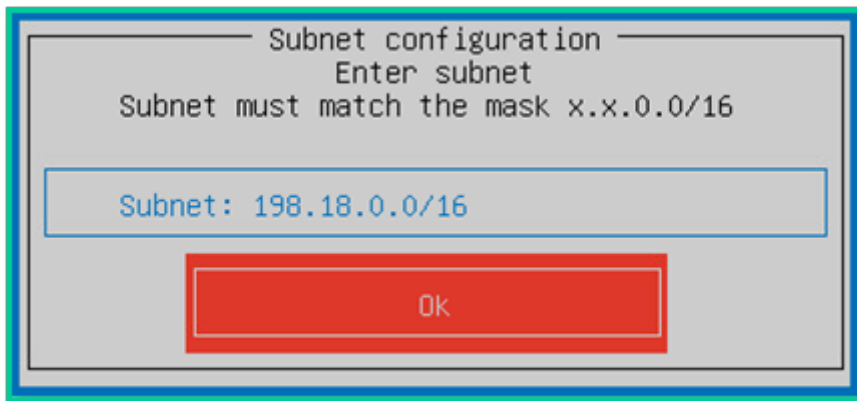 Subnet configuration
Enter subnet
Subnet must match the mask x.x.0.0/16
Subnet: 198.18.0.0/16
Ok